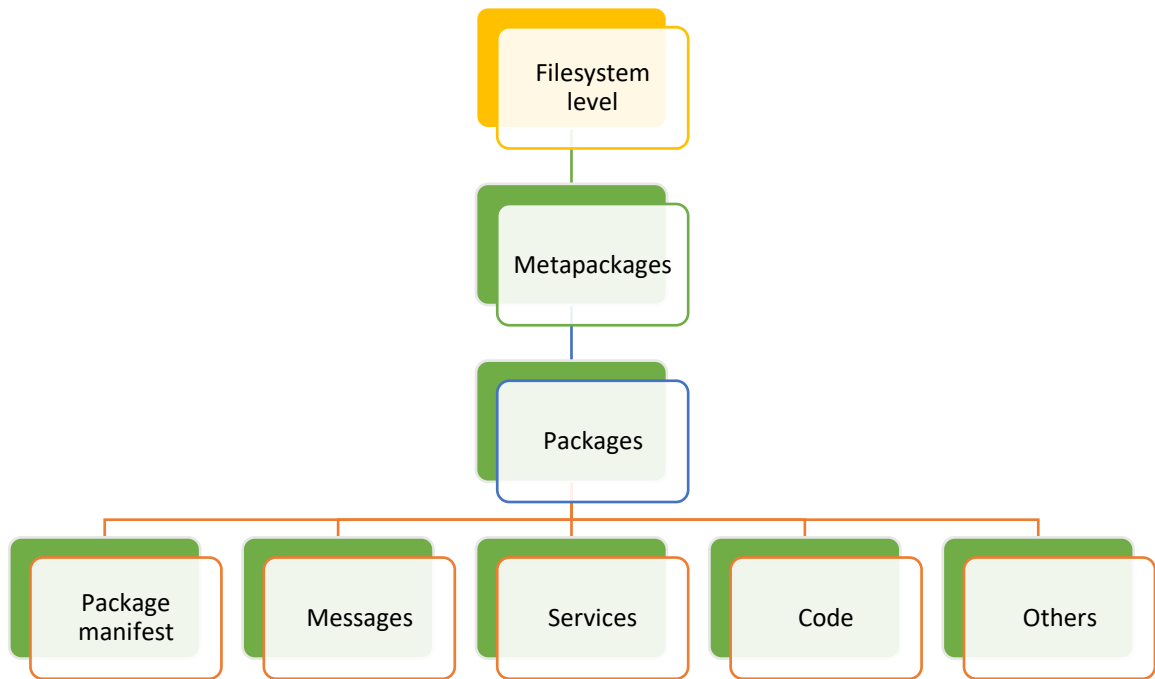 Filesystem
level
Metapackages
Packages
Package
manifest
Messages
Services
Code
Others